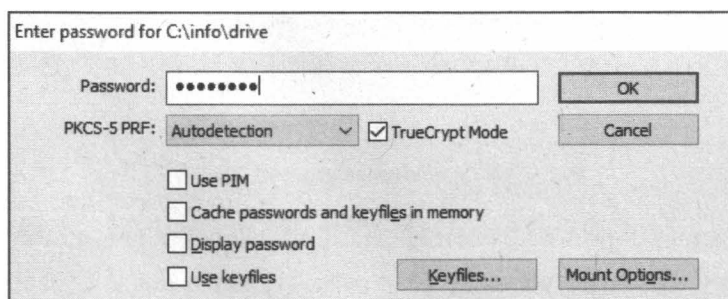 Enter password for C:\info\drive
Password: ●●●●●●●● OK
PKCS-5 PRF: Autodetection TrueCrypt Mode Cancel
Use PIM
Cache passwords and keyfiles in memory
Display password
Use keyfiles Keyfiles... Mount Options...